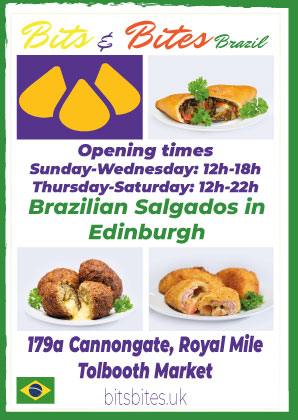 Bits & Bites Brazil
Opening times
Sunday-Wednesday: 12h-18h
Thursday-Saturday: 12h-22h
Brazilian Salgados in
Edinburgh
179a Cannongate, Royal Mile
Tolbooth Market
bitsbites.uk